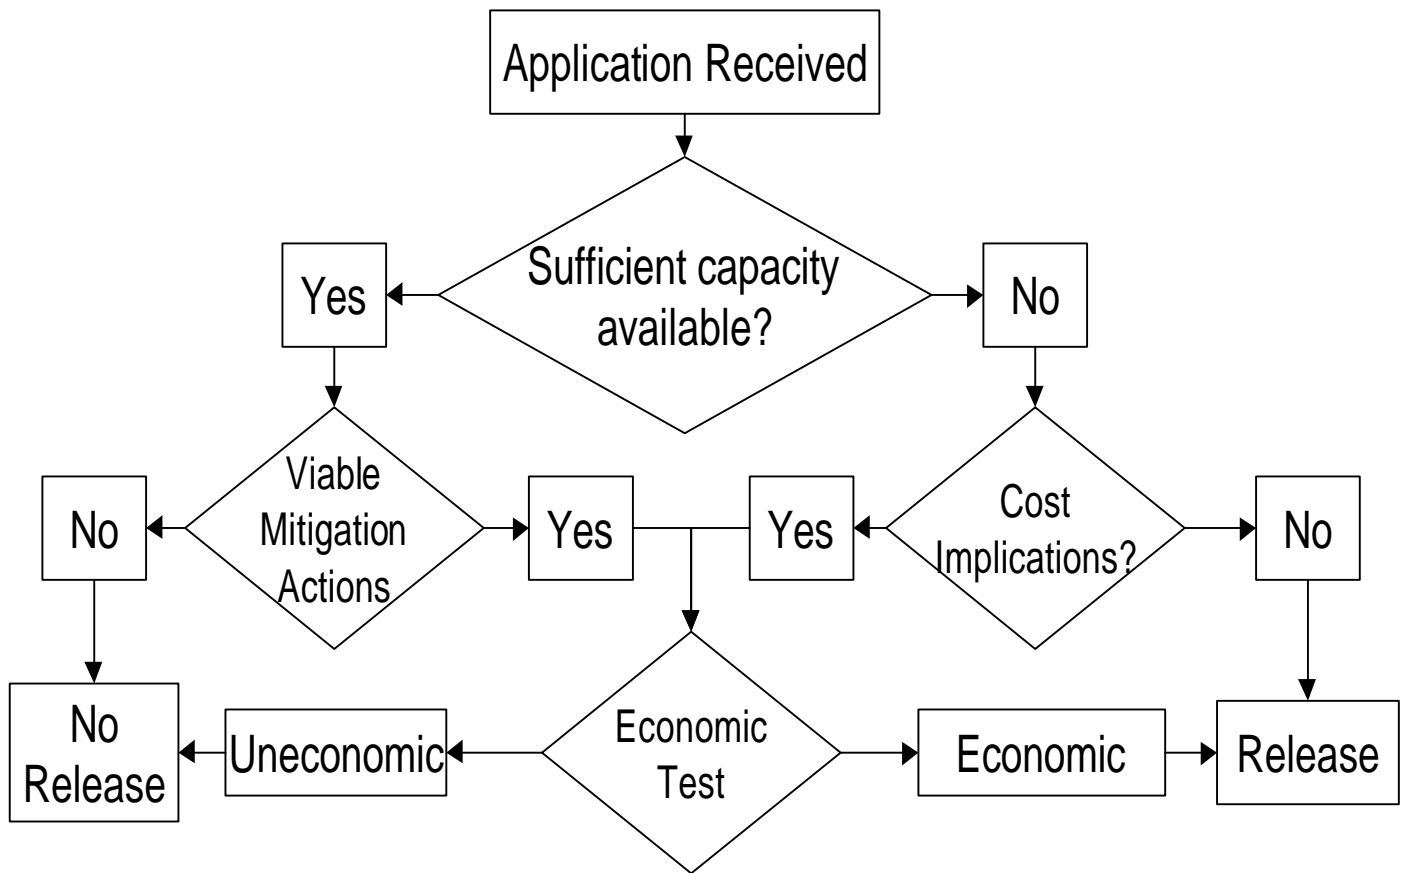 Application Received
Sufficient capacity
available?
Yes
No
Viable
Mitigation
Actions
No
Yes
Yes
Cost
Implications?
No
No
Release
Uneconomic
Economic
Test
Economic
Release